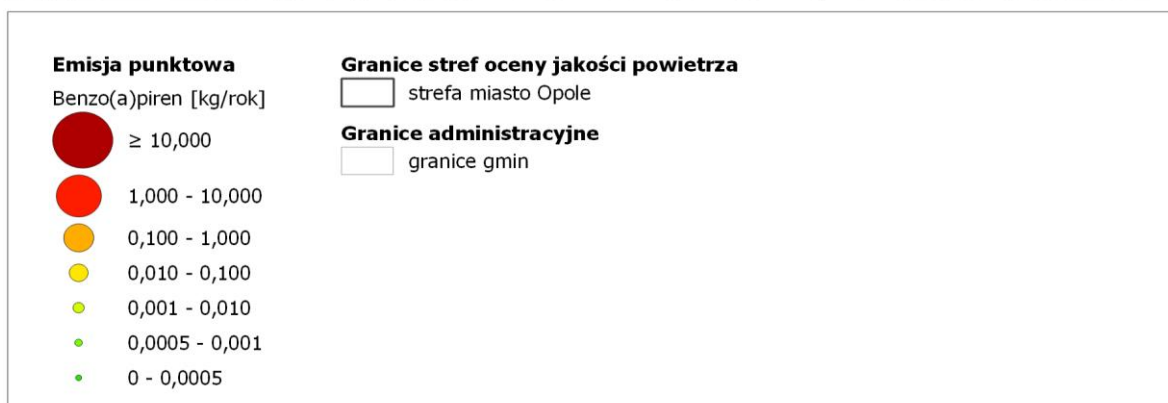 Emisja punktowa
Benzo(a)piren [kg/rok]
≥ 10,000
1,000 - 10,000
0,100 - 1,000
0,010 - 0,100
0,001 - 0,010
0,0005 - 0,001
0 - 0,0005
Granice stref oceny jakości powietrza
strefa miasto Opole
Granice administracyjne
granice gmin